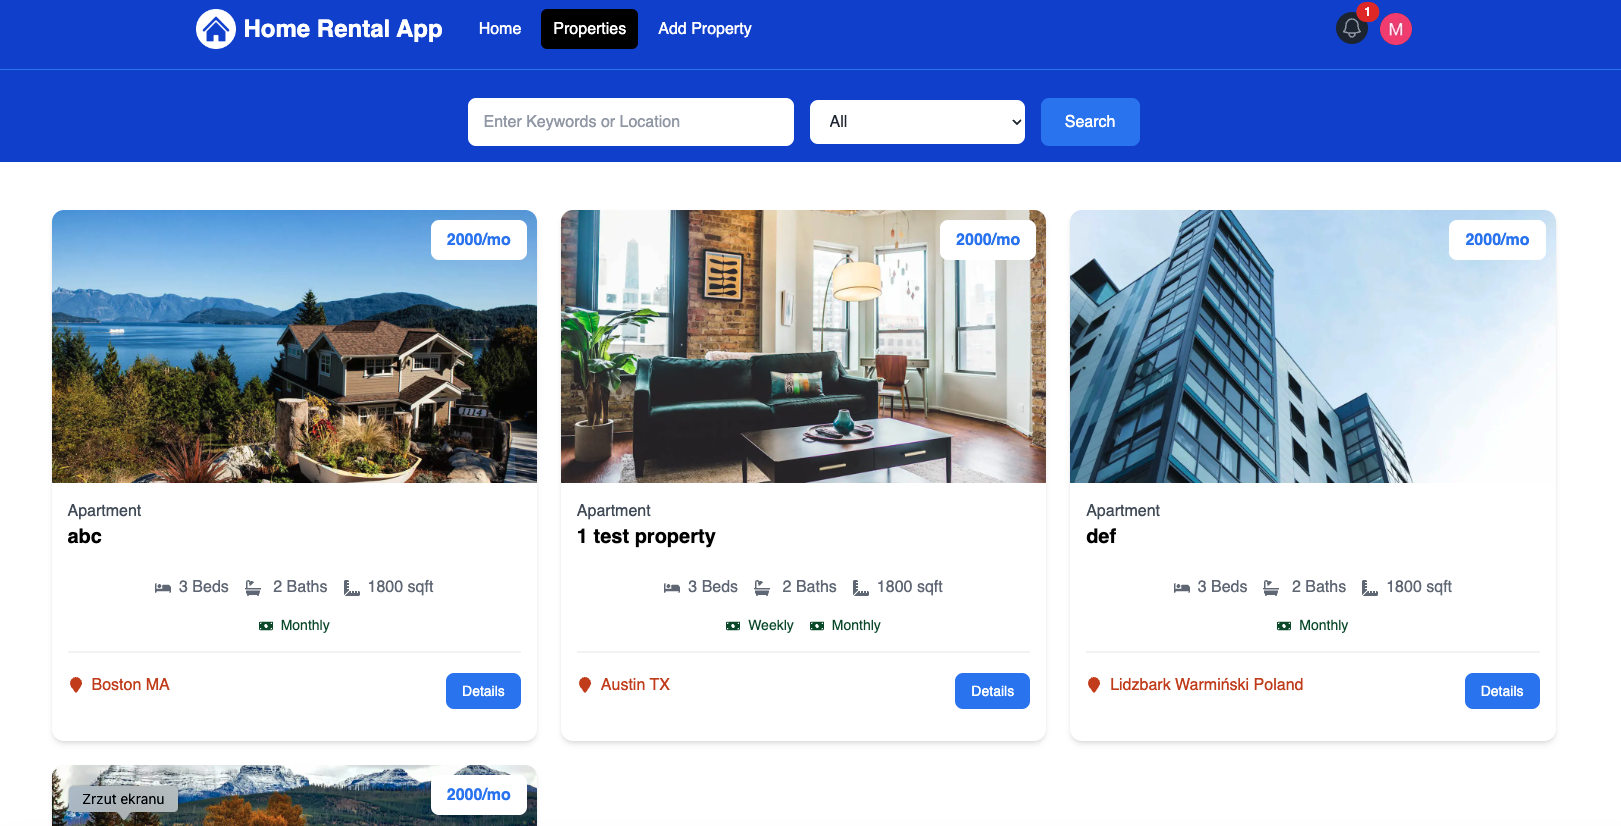 Home Rental App
Home
Properties
Add Property
1
M
Enter Keywords or Location
All
Search
2000/mo
1114
Apartment
abc
3 Beds
2 Baths
1800 sqft
Monthly
Boston MA
Details
2000/mo
Apartment
1 test property
3 Beds
2 Baths
1800 sqft
Weekly
Monthly
Austin TX
Details
2000/mo
Apartment
def
3 Beds
2 Baths
1800 sqft
Monthly
Lidzbark Warmiński Poland
Details
Zrzut ekranu
2000/mo